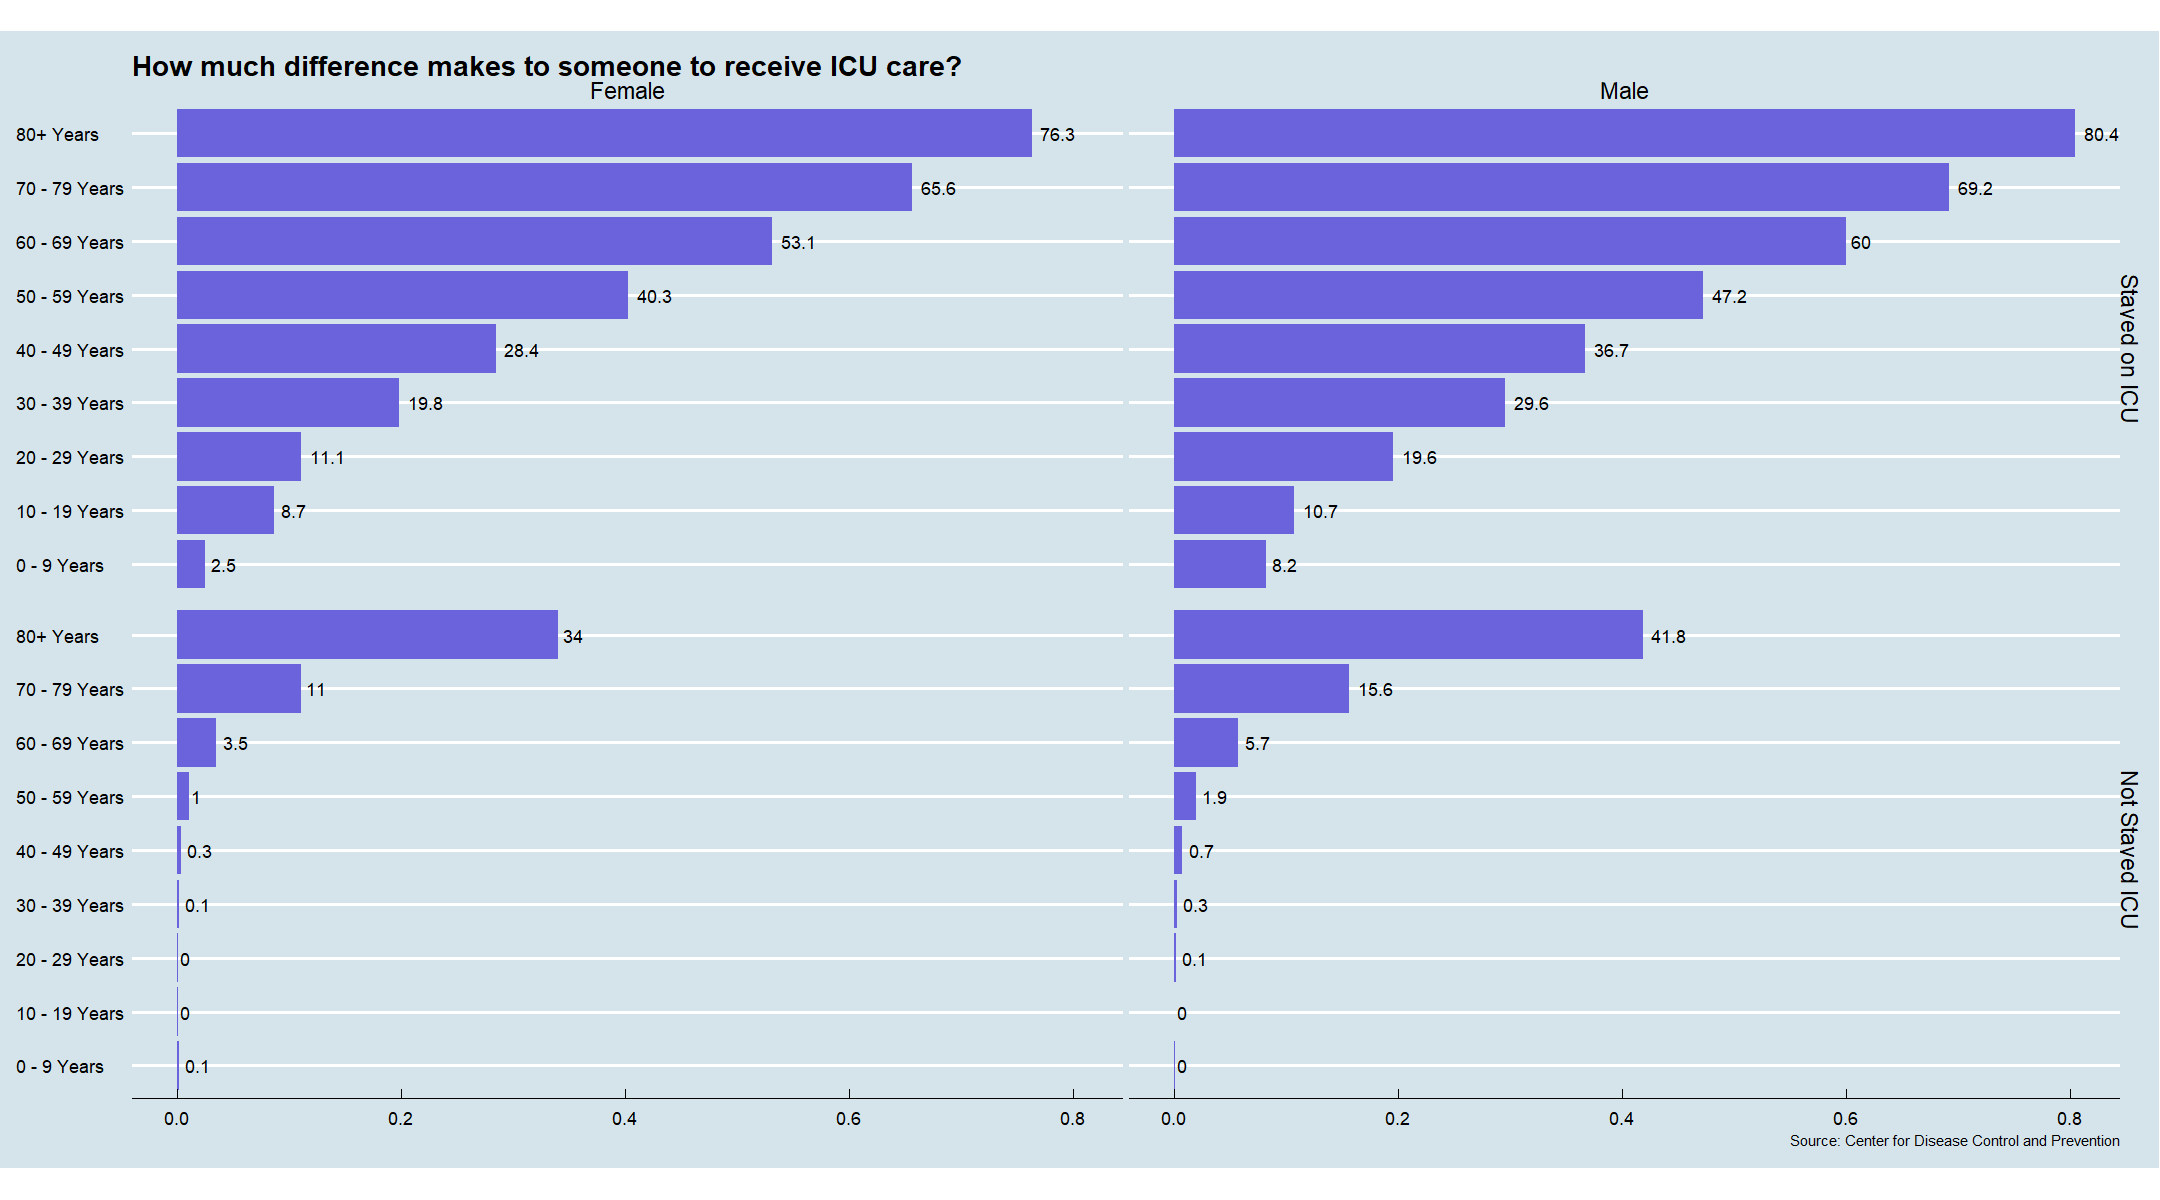 How much difference makes to someone to receive ICU care?
Female
Male
80+ Years 76.3 80.4
70 - 79 Years 65.6 69.2
60 - 69 Years 53.1 60
50 - 59 Years 40.3 47.2
40 - 49 Years 28.4 36.7
30 - 39 Years 19.8 29.6
20 - 29 Years 11.1 19.6
10 - 19 Years 8.7 10.7
0 - 9 Years 2.5 8.2
Stayed on ICU
80+ Years 34 41.8
70 - 79 Years 11 15.6
60 - 69 Years 3.5 5.7
50 - 59 Years 1 1.9
40 - 49 Years 0.3 0.7
30 - 39 Years 0.1 0.3
20 - 29 Years 0 0.1
10 - 19 Years 0 0
0 - 9 Years 0.1 0
Not Stayed ICU
0.0 0.2 0.4 0.6 0.8 0.0 0.2 0.4 0.6 0.8
Source: Center for Disease Control and Prevention